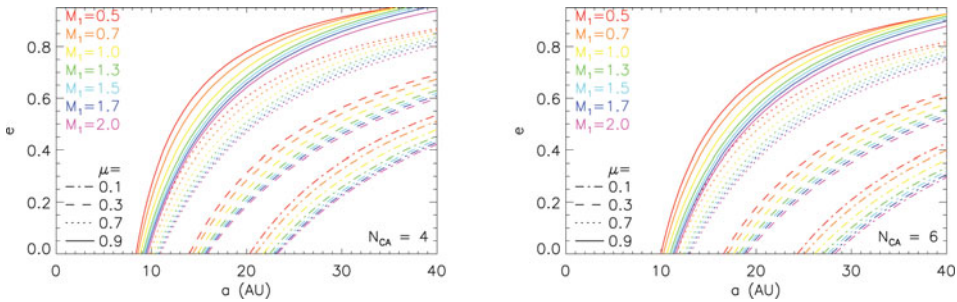 M₁=0.5
M₁=0.7
M₁=1.0
M₁=1.3
M₁=1.5
M₁=1.7
M₁=2.0
μ=
0.1
0.3
0.7
0.9
N_CA = 4
e
0.0
0.2
0.4
0.6
0.8
0 10 20 30 40
a (AU)
M₁=0.5
M₁=0.7
M₁=1.0
M₁=1.3
M₁=1.5
M₁=1.7
M₁=2.0
μ=
0.1
0.3
0.7
0.9
N_CA = 6
e
0.0
0.2
0.4
0.6
0.8
0 10 20 30 40
a (AU)